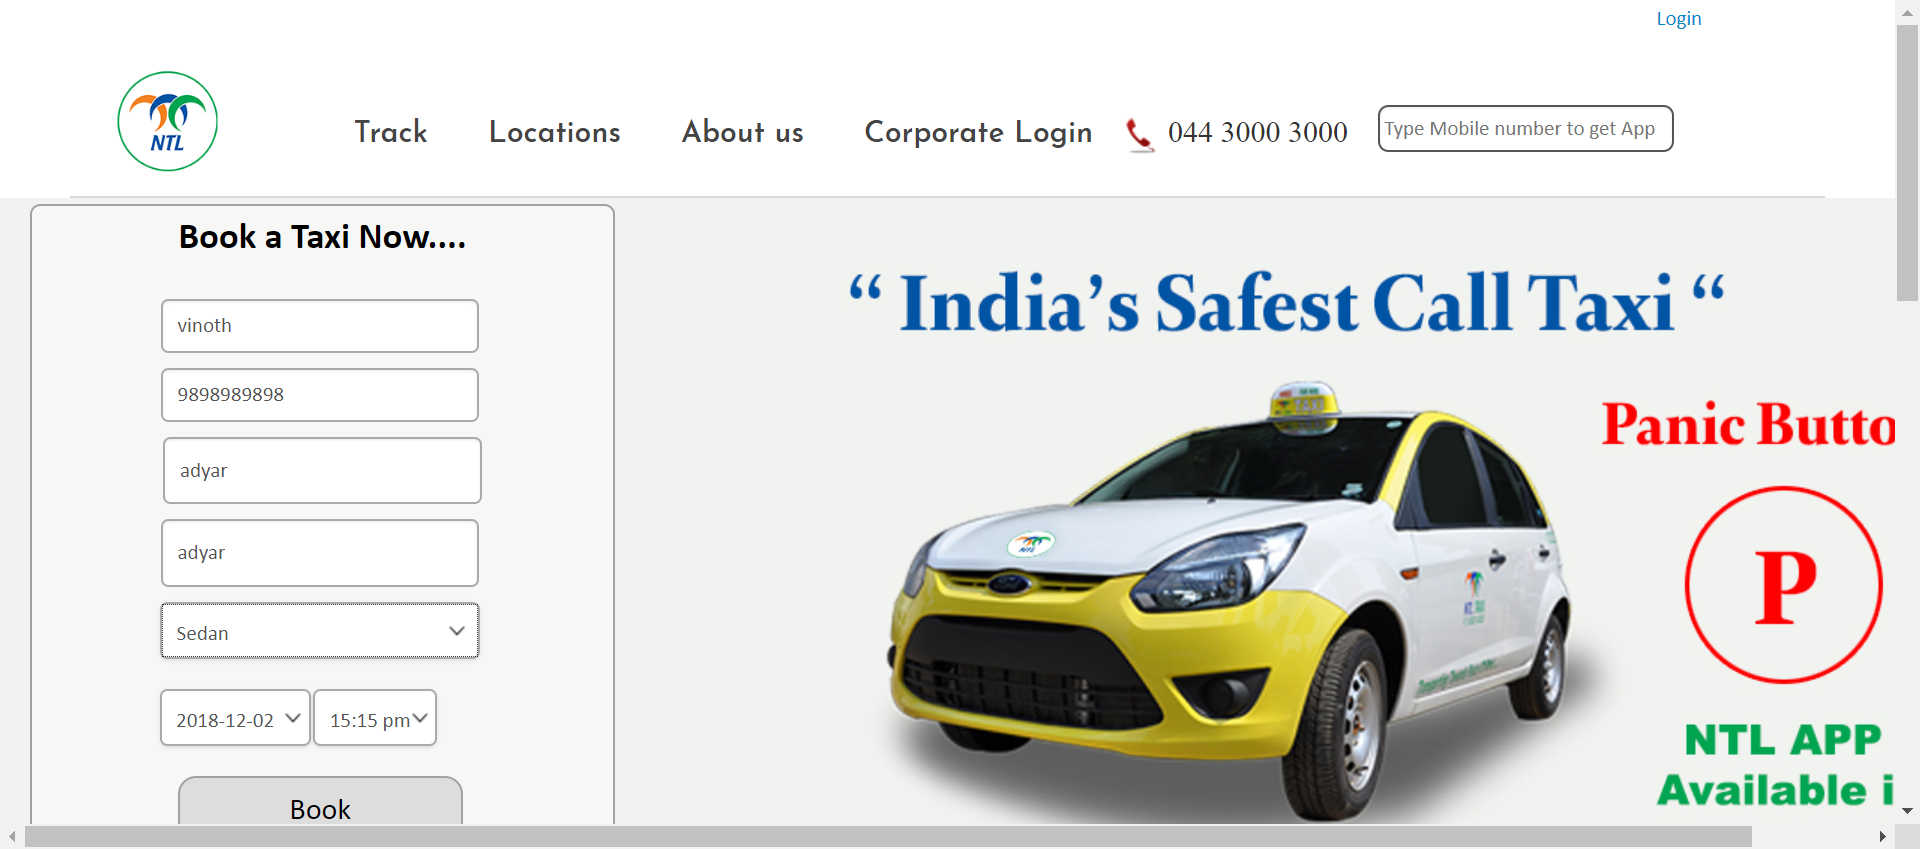 Login
NTL
Track
Locations
About us
Corporate Login
044 3000 3000
Type Mobile number to get App
Book a Taxi Now....
vinoth
9898989898
adyar
adyar
Sedan
2018-12-02
15:15 pm
Book
“ India’s Safest Call Taxi “
TAXI
NTL
Panic Butto
P
NTL APP
Available i